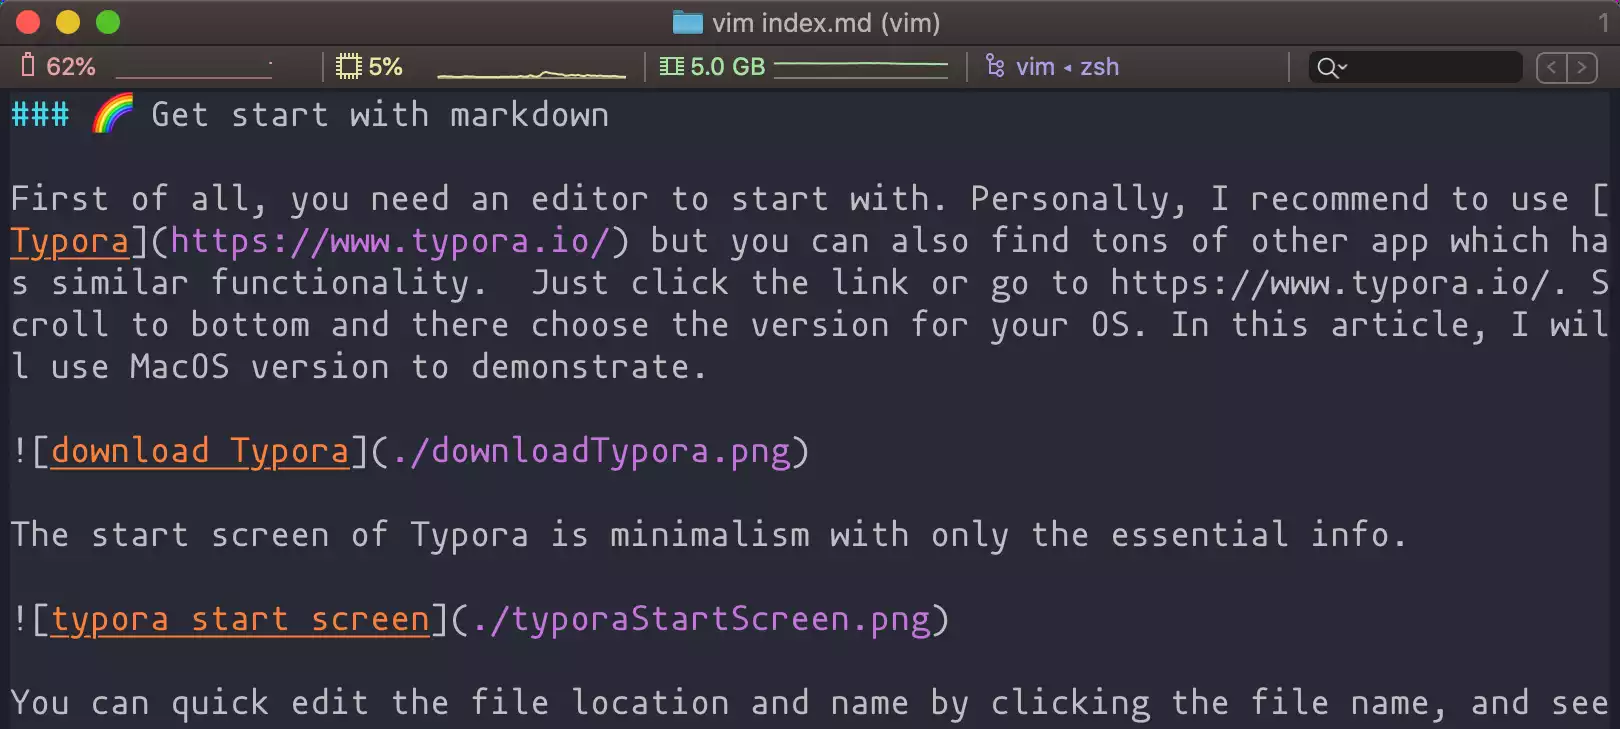 vim index.md (vim) 1
62% 5% 5.0 GB vim ◂ zsh
### 🌈 Get start with markdown
First of all, you need an editor to start with. Personally, I recommend to use [
Typora](https://www.typora.io/) but you can also find tons of other app which ha
s similar functionality.  Just click the link or go to https://www.typora.io/. S
croll to bottom and there choose the version for your OS. In this article, I wil
l use MacOS version to demonstrate.
![download Typora](./downloadTypora.png)
The start screen of Typora is minimalism with only the essential info.
![typora start screen](./typoraStartScreen.png)
You can quick edit the file location and name by clicking the file name, and see